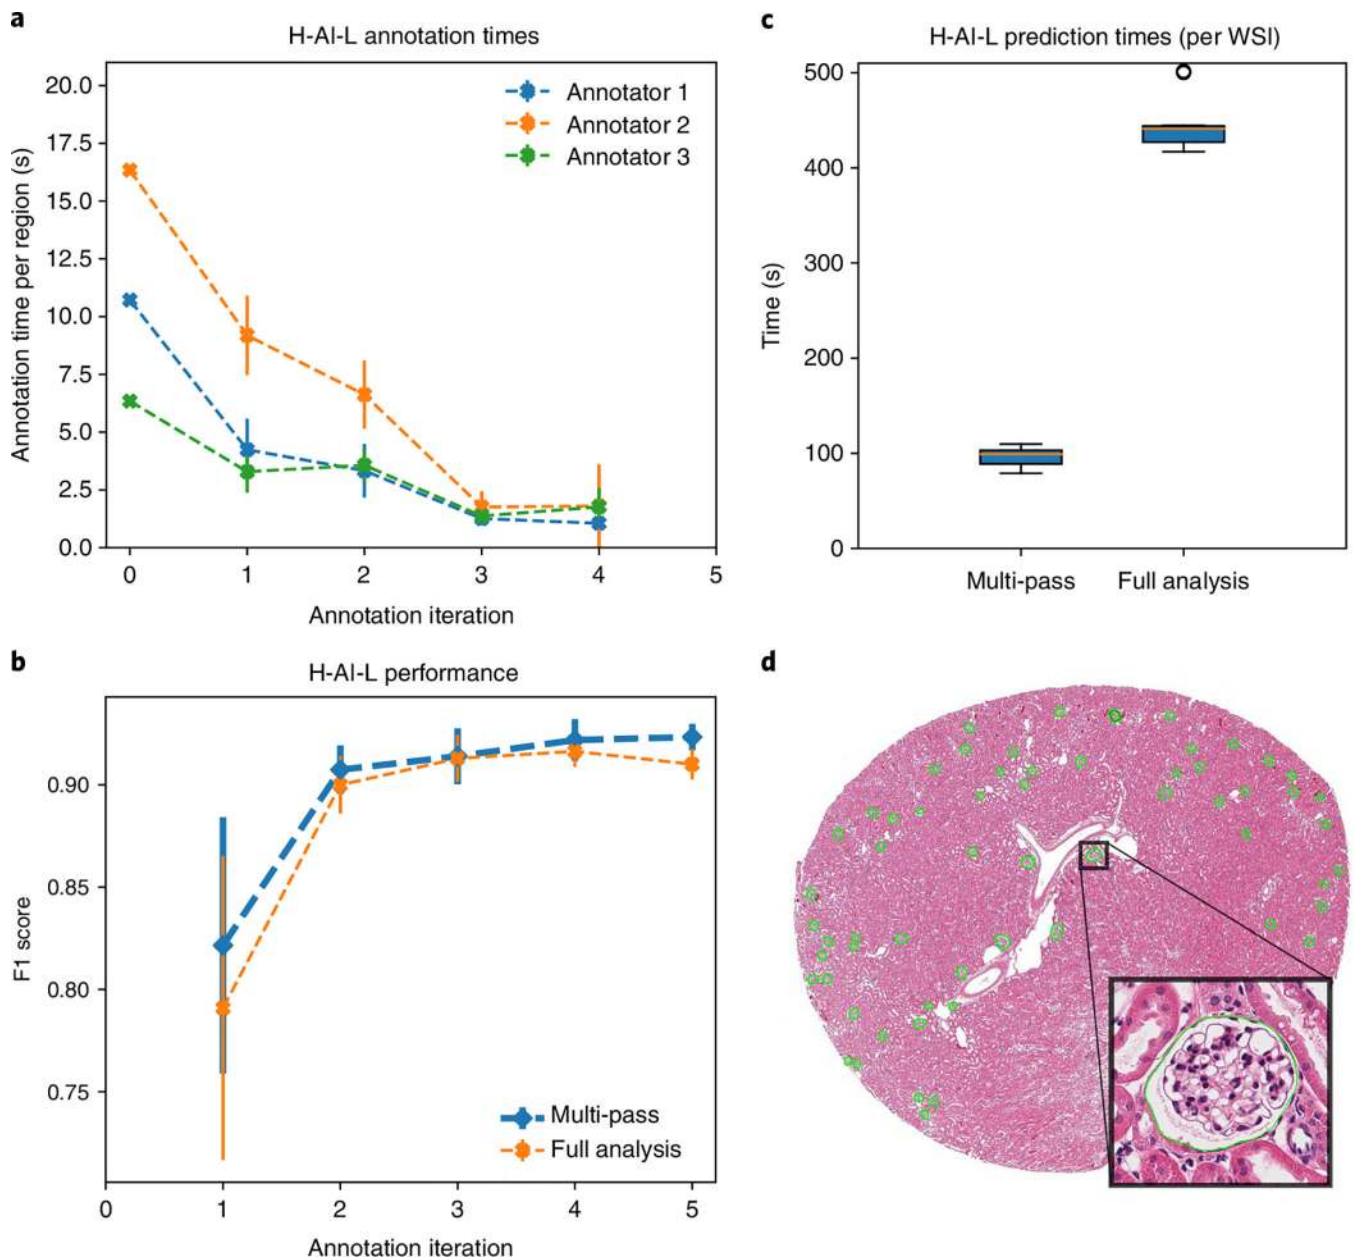 a
H-AI-L annotation times
20.0
17.5
15.0
12.5
10.0
7.5
5.0
2.5
0.0
Annotation time per region (s)
Annotator 1
Annotator 2
Annotator 3
0 1 2 3 4 5
Annotation iteration
c
H-AI-L prediction times (per WSI)
500
400
300
200
100
0
Time (s)
Multi-pass Full analysis
b
H-AI-L performance
0.90
0.85
0.80
0.75
F1 score
Multi-pass
Full analysis
0 1 2 3 4 5
Annotation iteration
d